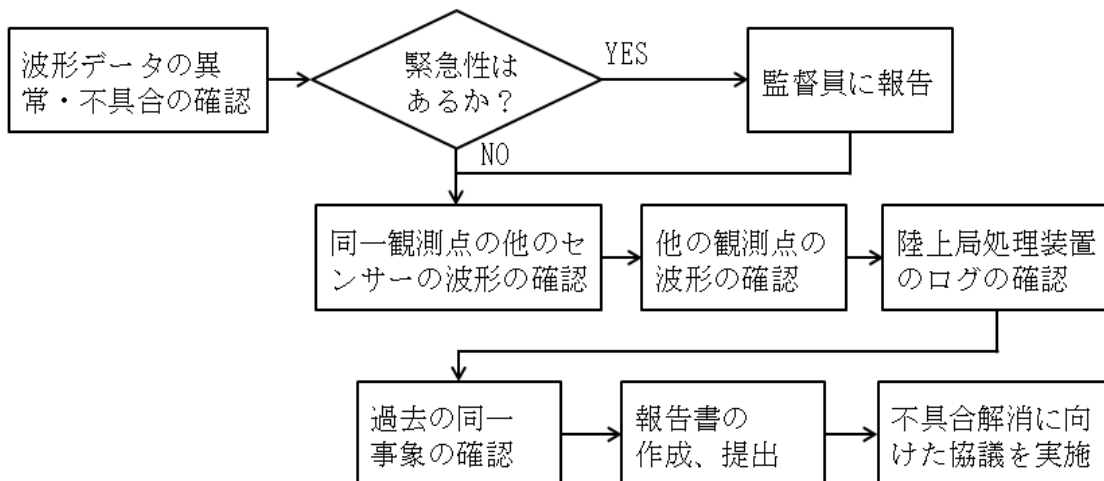 波形データの異
常・不具合の確認
緊急性は
あるか？
YES
監督員に報告
NO
同一観測点の他のセ
ンサーの波形の確認
他の観測点の
波形の確認
陸上局処理装置
のログの確認
過去の同一
事象の確認
報告書の
作成、提出
不具合解消に向
けた協議を実施